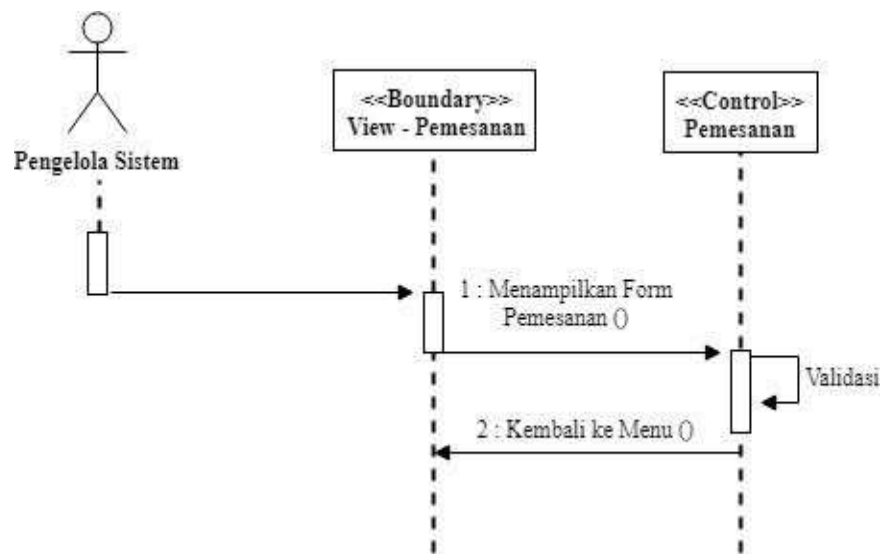 <<Boundary>>
View - Pemesanan
<<Control>>
Pemesanan
Pengelola Sistem
1 : Menampilkan Form
Pemesanan ()
Validasi
2 : Kembali ke Menu ()